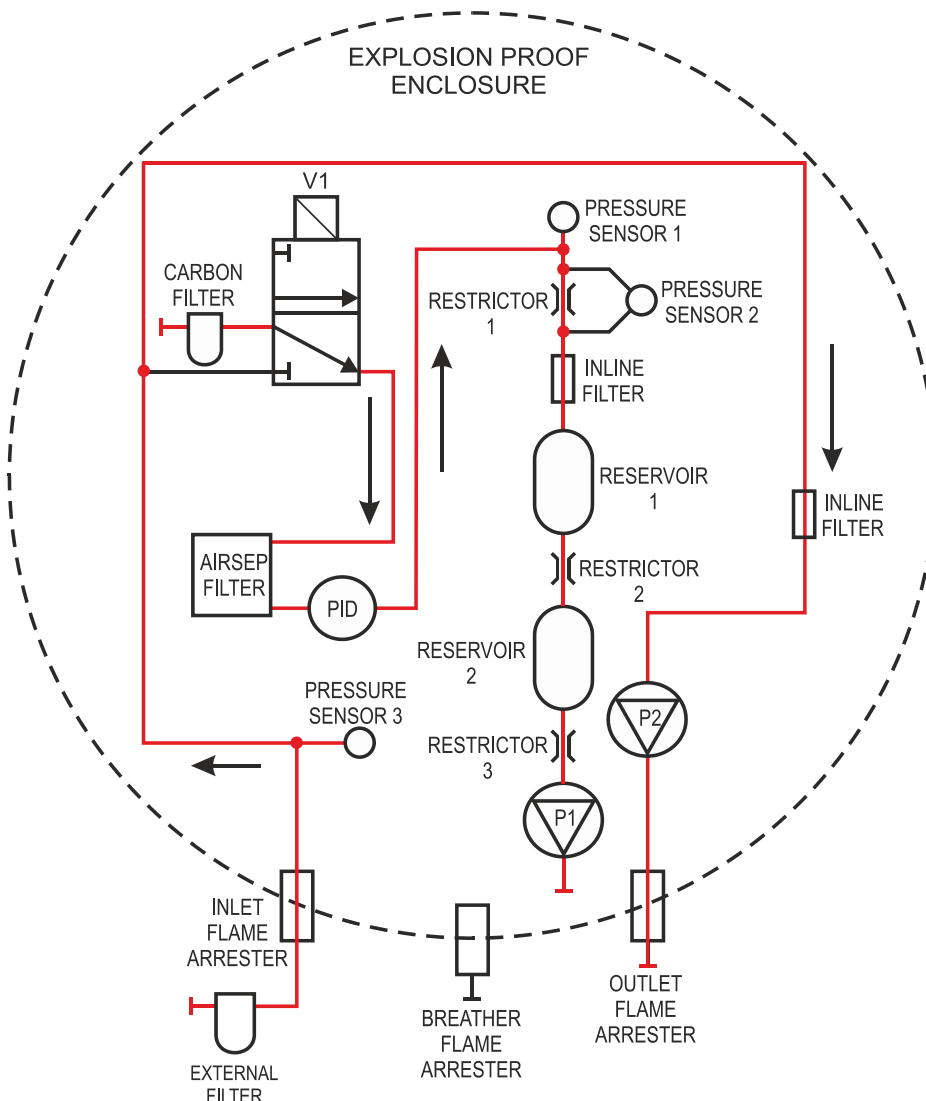 EXPLOSION PROOF
ENCLOSURE
V1
PRESSURE
SENSOR 1
CARBON
FILTER
RESTRICTOR
1
PRESSURE
SENSOR 2
INLINE
FILTER
RESERVOIR
1
INLINE
FILTER
AIRSEP
FILTER
PID
RESTRICTOR
2
RESERVOIR
2
PRESSURE
SENSOR 3
P2
RESTRICTOR
3
P1
INLET
FLAME
ARRESTER
OUTLET
FLAME
ARRESTER
BREATHER
FLAME
ARRESTER
EXTERNAL
FILTER